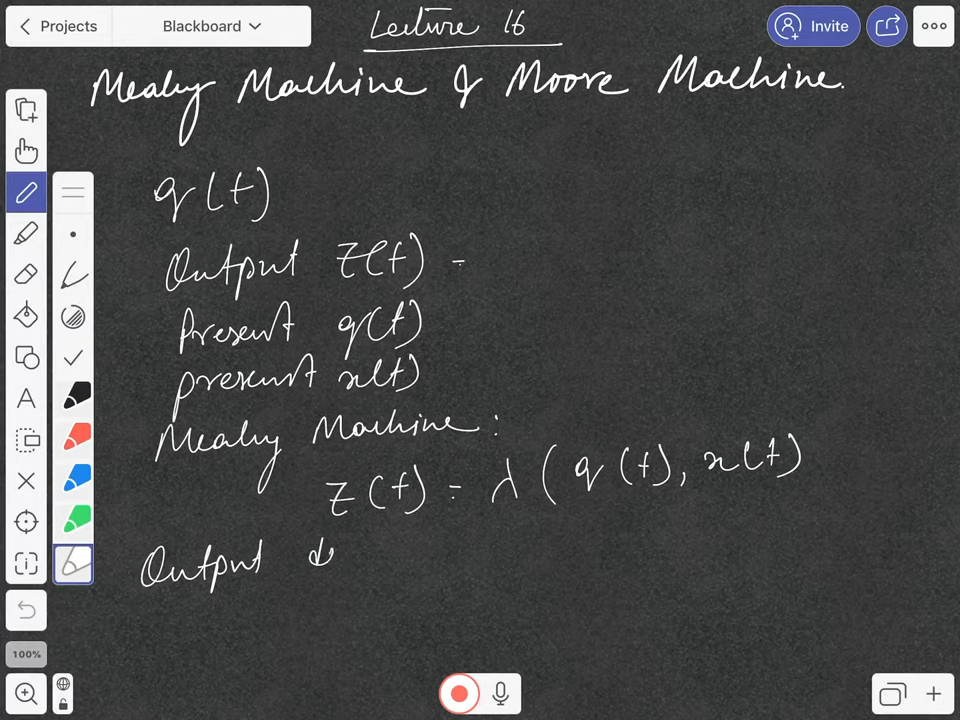 Projects
Blackboard
Invite
Lecture 16
Mealy Machine & Moore Machine.
q(t)
Output Z(t) =
Present q(t)
present x(t)
Mealy Machine:
Z(t) = λ(q(t), x(t)
Output
A
100%